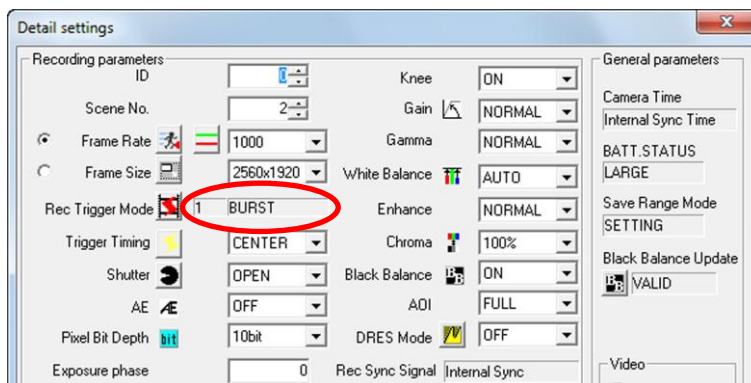 Detail settings
Recording parameters
General parameters
ID 0
Knee ON
Scene No. 2
Gain NORMAL
Camera Time
Internal Sync Time
Frame Rate 1000
Gamma NORMAL
BATT.STATUS
LARGE
Frame Size 2560x1920
White Balance AUTO
Rec Trigger Mode 1 BURST
Enhance NORMAL
Save Range Mode
SETTING
Trigger Timing CENTER
Chroma 100%
Black Balance Update
VALID
Shutter OPEN
Black Balance ON
AE Æ OFF
AOI FULL
Pixel Bit Depth bit 10bit
DRES Mode OFF
Exposure phase 0
Rec Sync Signal Internal Sync
Video